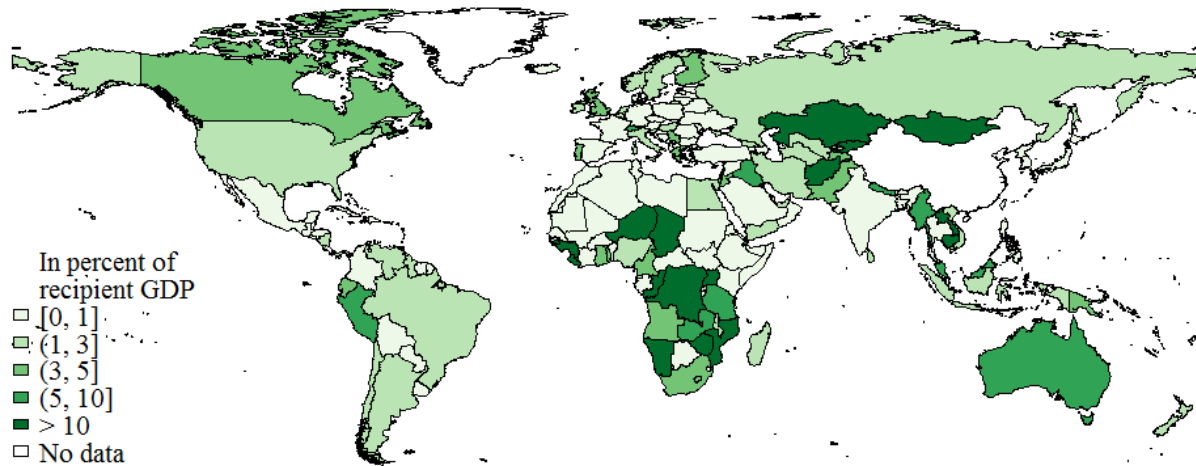 In percent of
recipient GDP
[0, 1]
(1, 3]
(3, 5]
(5, 10]
> 10
No data